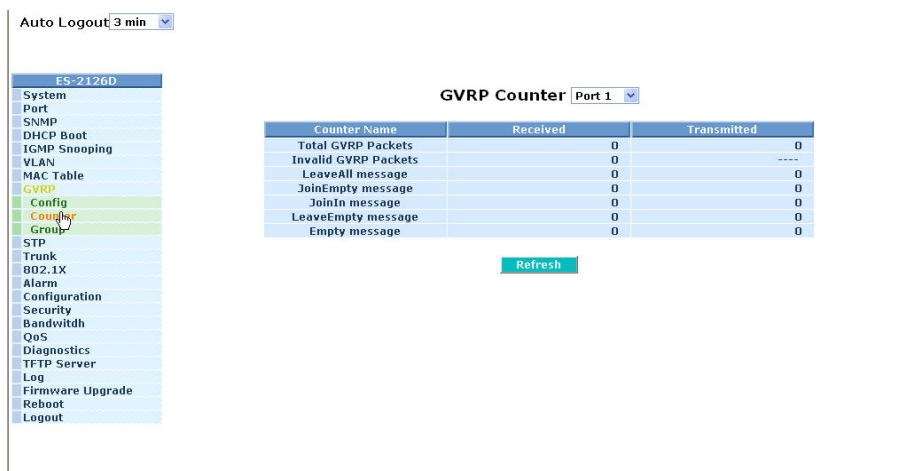 Auto Logout 3 min
ES-2126D
System
Port
SNMP
DHCP Boot
IGMP Snooping
VLAN
MAC Table
GVRP
Config
Counter
Group
STP
Trunk
802.1X
Alarm
Configuration
Security
Bandwitdh
QoS
Diagnostics
TFTP Server
Log
Firmware Upgrade
Reboot
Logout
GVRP Counter Port 1
Counter Name Received Transmitted
Total GVRP Packets 0 0
Invalid GVRP Packets 0 ----
LeaveAll message 0 0
JoinEmpty message 0 0
JoinIn message 0 0
LeaveEmpty message 0 0
Empty message 0 0
Refresh